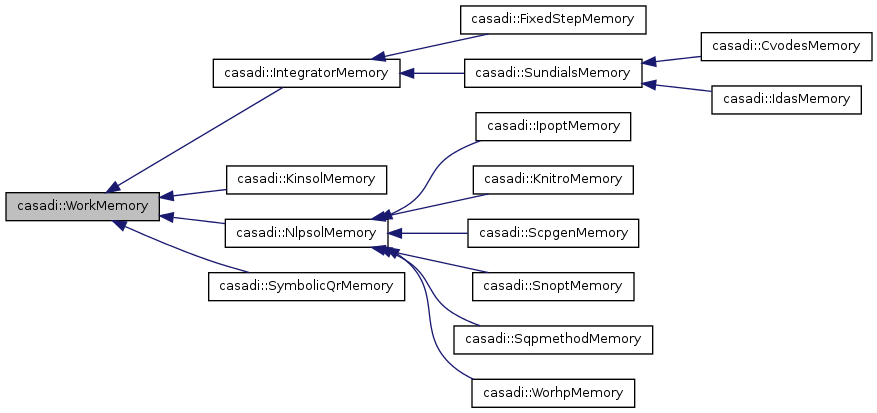 casadi::FixedStepMemory
casadi::CvodesMemory
casadi::IntegratorMemory
casadi::SundialsMemory
casadi::IdasMemory
casadi::IpoptMemory
casadi::KinsolMemory
casadi::KnitroMemory
casadi::WorkMemory
casadi::NlpsolMemory
casadi::ScpgenMemory
casadi::SymbolicQrMemory
casadi::SnoptMemory
casadi::SqpmethodMemory
casadi::WorhpMemory